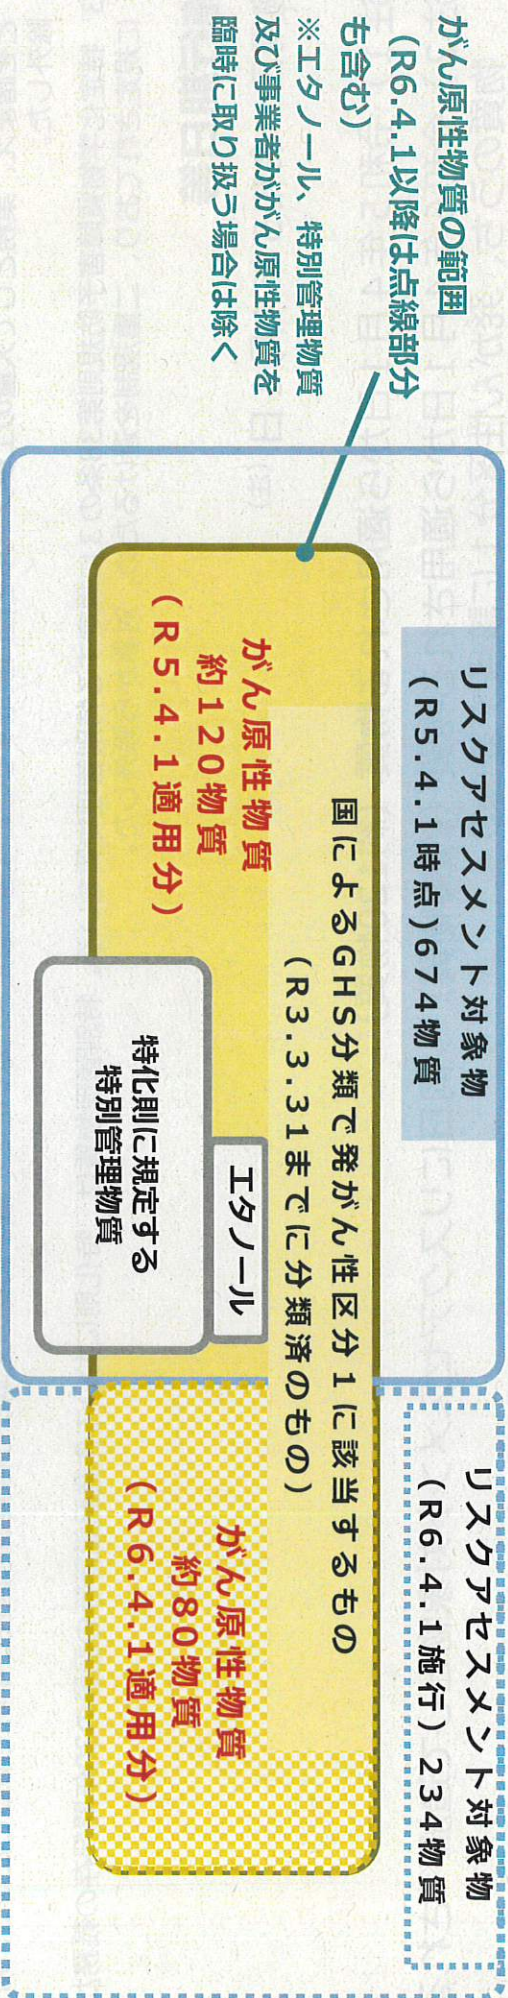 がん原性物質の範囲
（R6.4.1以降は点線部分
も含む）
※エタノール、特別管理物質
及び事業者ががん原性物質を
臨時に取り扱う場合は除く
リスクアセスメント対象物
（R5.4.1時点）674物質
国によるGHS分類で発がん性区分1に該当するもの
（R3.3.31までに分類済のもの）
がん原性物質
約120物質
（R5.4.1適用分）
エタノール
特化則に規定する
特別管理物質
リスクアセスメント対象物
（R6.4.1施行）234物質
がん原性物質
約80物質
（R6.4.1適用分）